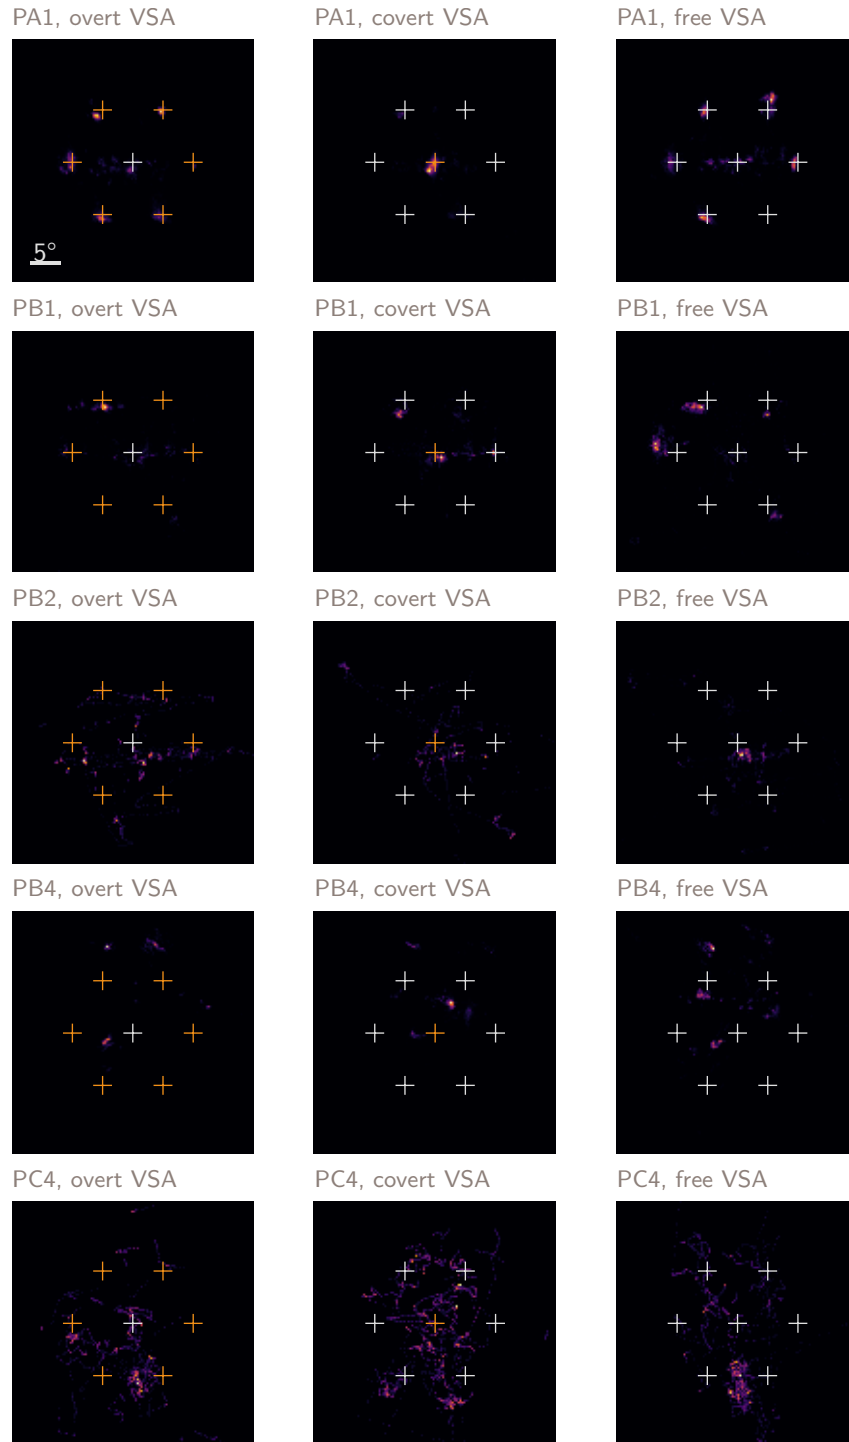 PA1, overt VSA
PA1, covert VSA
PA1, free VSA
5°
PB1, overt VSA
PB1, covert VSA
PB1, free VSA
PB2, overt VSA
PB2, covert VSA
PB2, free VSA
PB4, overt VSA
PB4, covert VSA
PB4, free VSA
PC4, overt VSA
PC4, covert VSA
PC4, free VSA